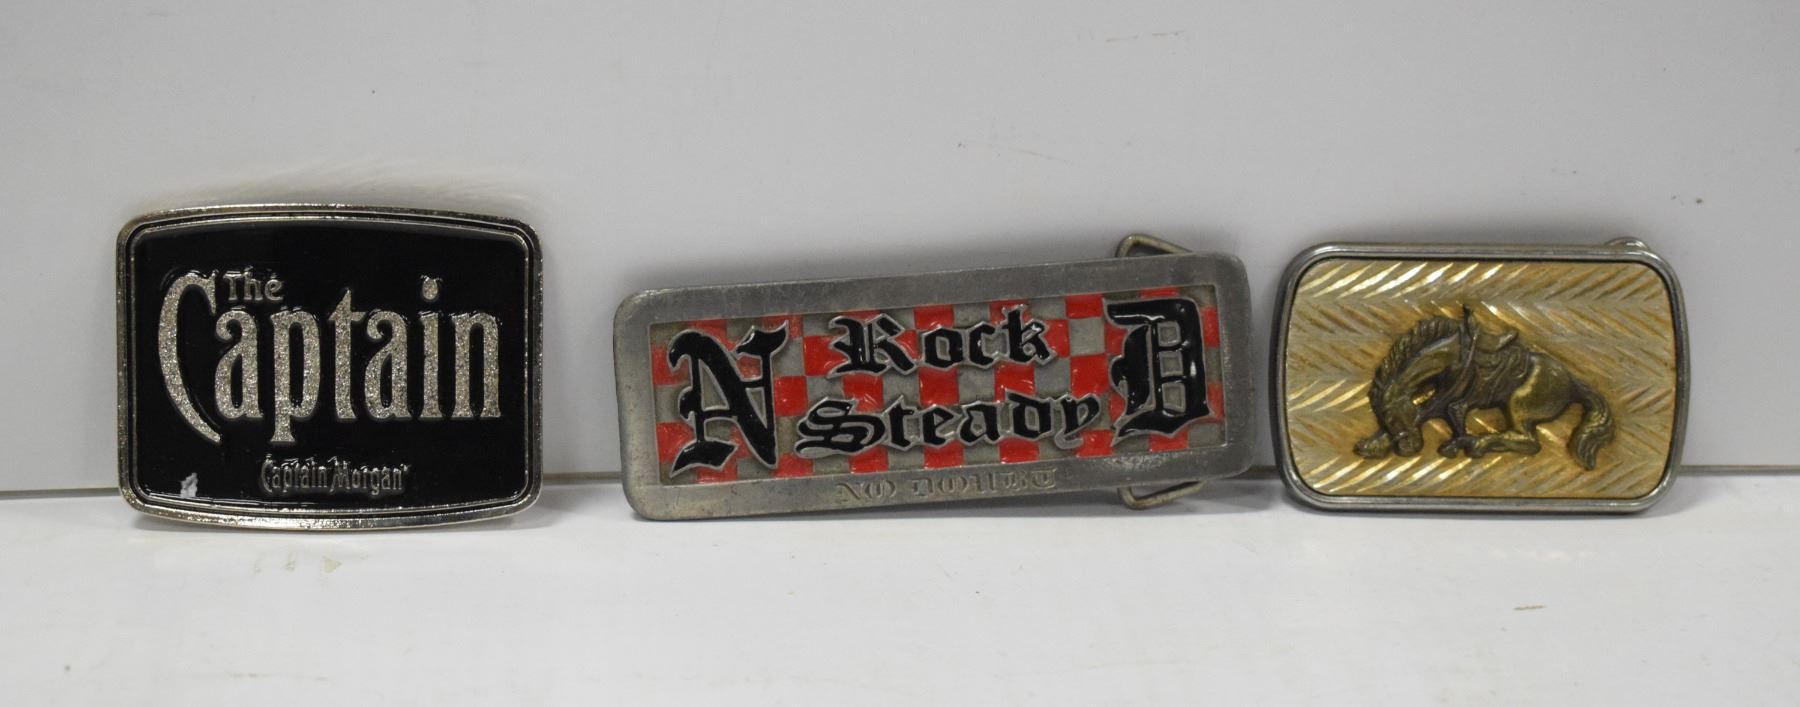 The
Captain
Captain Morgan
N Rock D
Steady
NO DOUBT